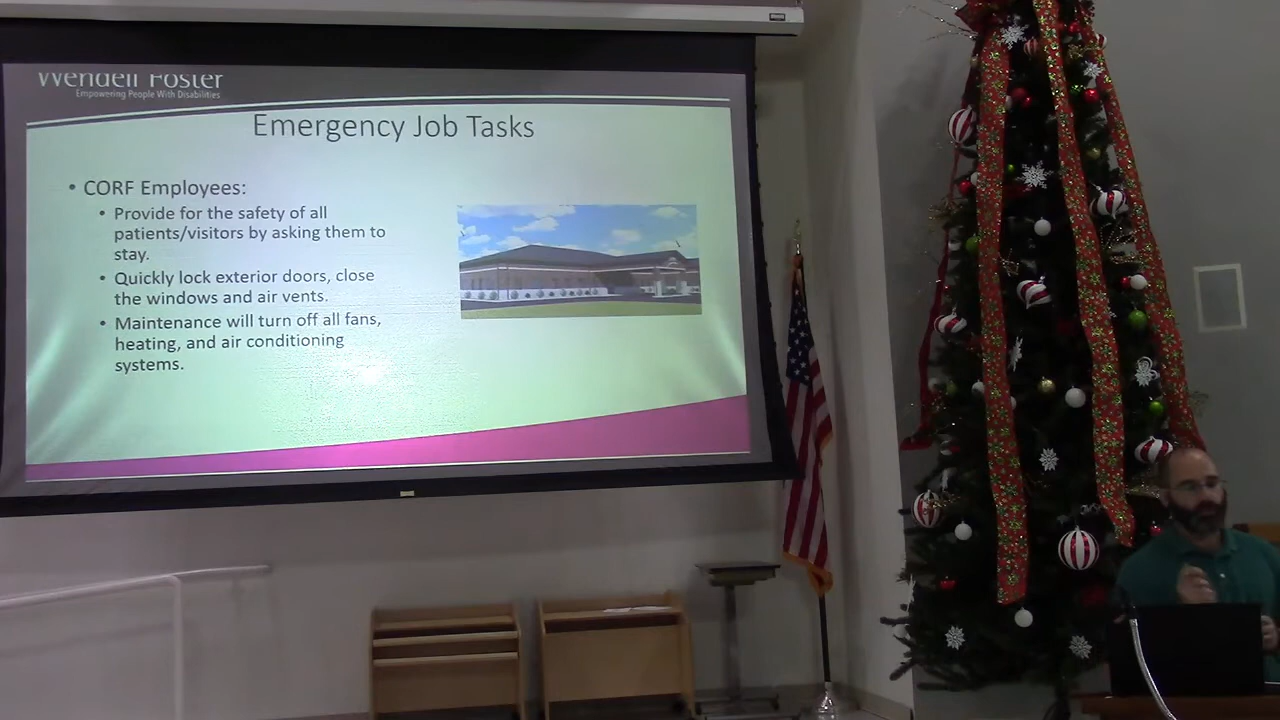 Wendell Foster
Empowering People With Disabilities
Emergency Job Tasks
• CORF Employees:
• Provide for the safety of all
patients/visitors by asking them to
stay.
• Quickly lock exterior doors, close
the windows and air vents.
• Maintenance will turn off all fans,
heating, and air conditioning
systems.